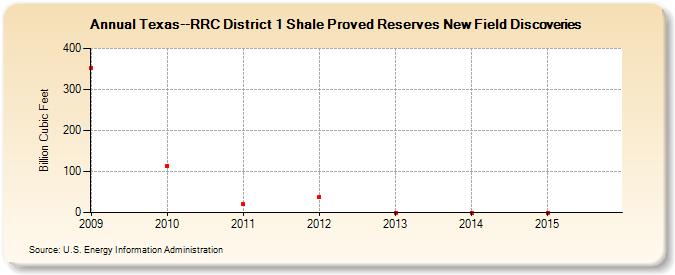 Annual Texas--RRC District 1 Shale Proved Reserves New Field Discoveries
Billion Cubic Feet
400
300
200
100
0
2009 2010 2011 2012 2013 2014 2015
Source: U.S. Energy Information Administration